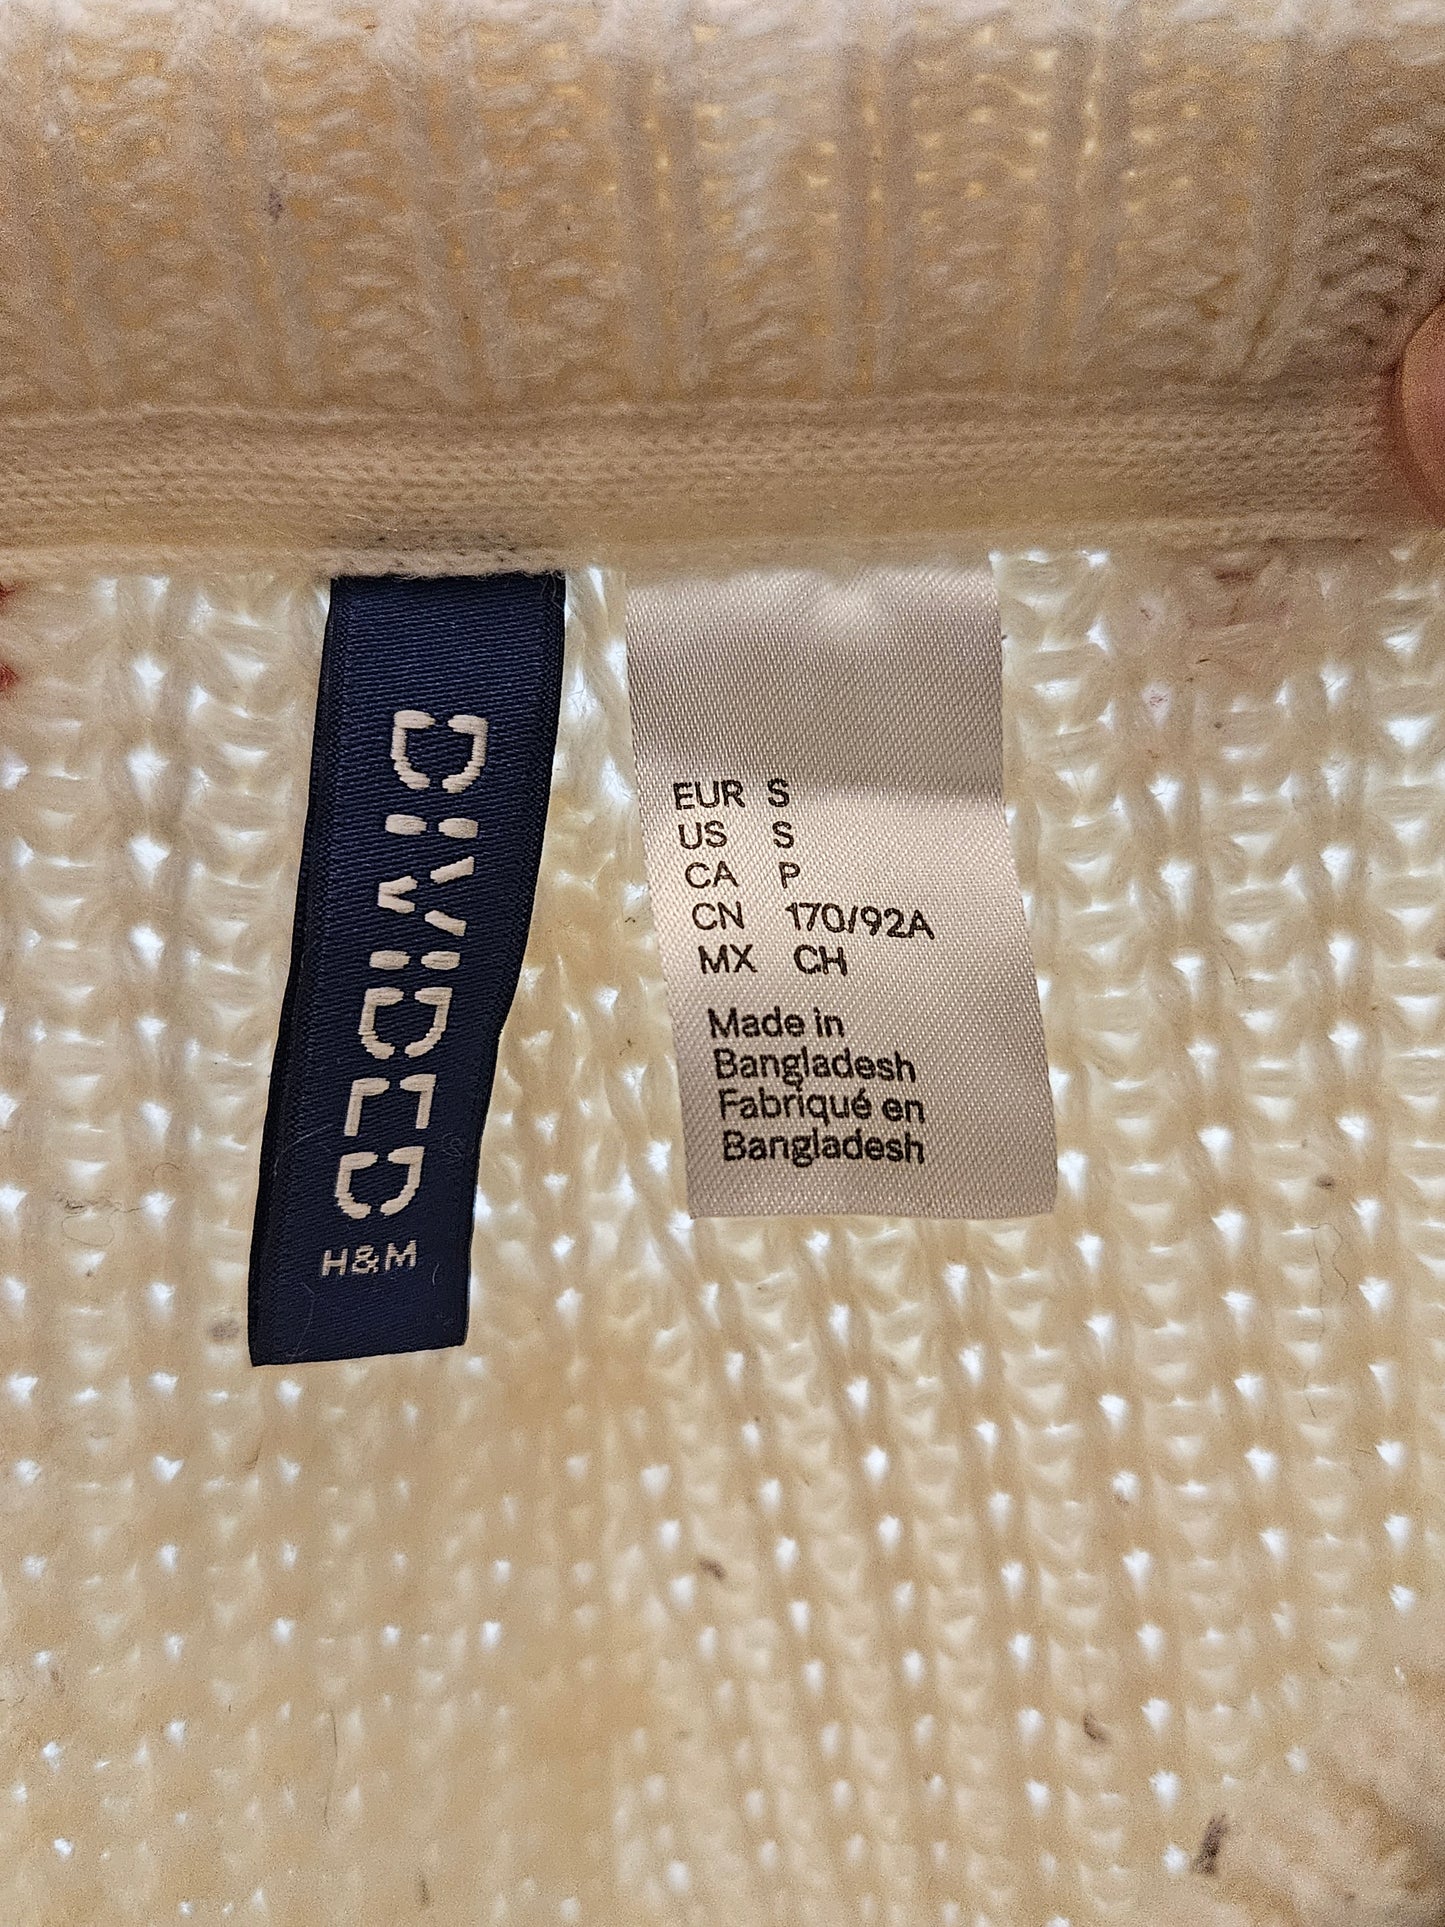 DIVIDED
H&M
EUR S
US S
CA P
CN 170/92A
MX CH
Made in
Bangladesh
Fabriqué en
Bangladesh